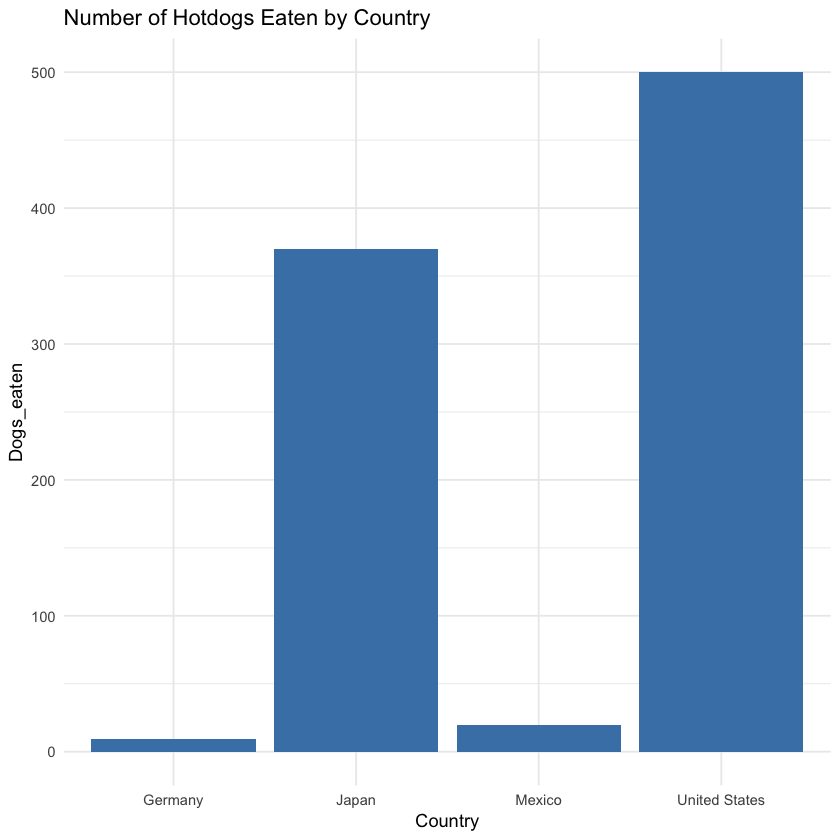 Number of Hotdogs Eaten by Country
Dogs_eaten
500
400
300
200
100
0
Germany Japan Mexico United States
Country